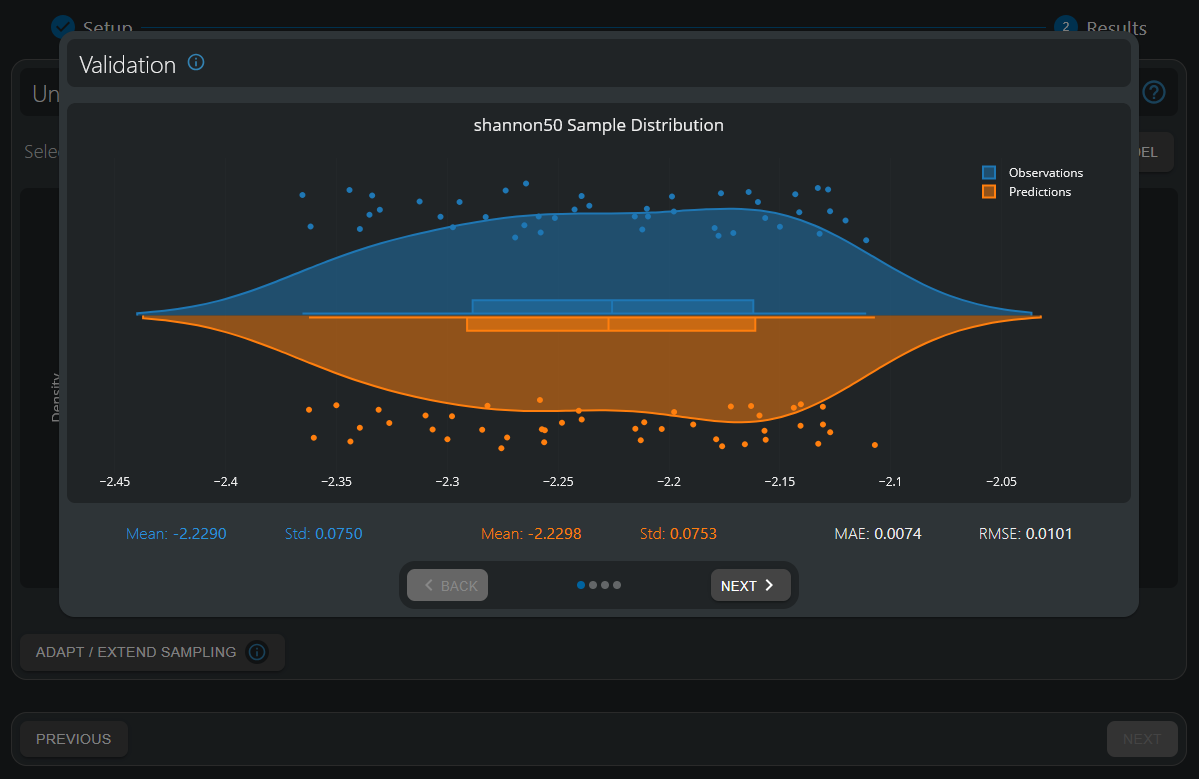 Setup
2 Results
Validation
Un
Sele
EL
shannon50 Sample Distribution
Observations
Predictions
Density
−2.45 −2.4 −2.35 −2.3 −2.25 −2.2 −2.15 −2.1 −2.05
Mean: -2.2290 Std: 0.0750 Mean: -2.2298 Std: 0.0753 MAE: 0.0074 RMSE: 0.0101
BACK NEXT
ADAPT / EXTEND SAMPLING
PREVIOUS NEXT